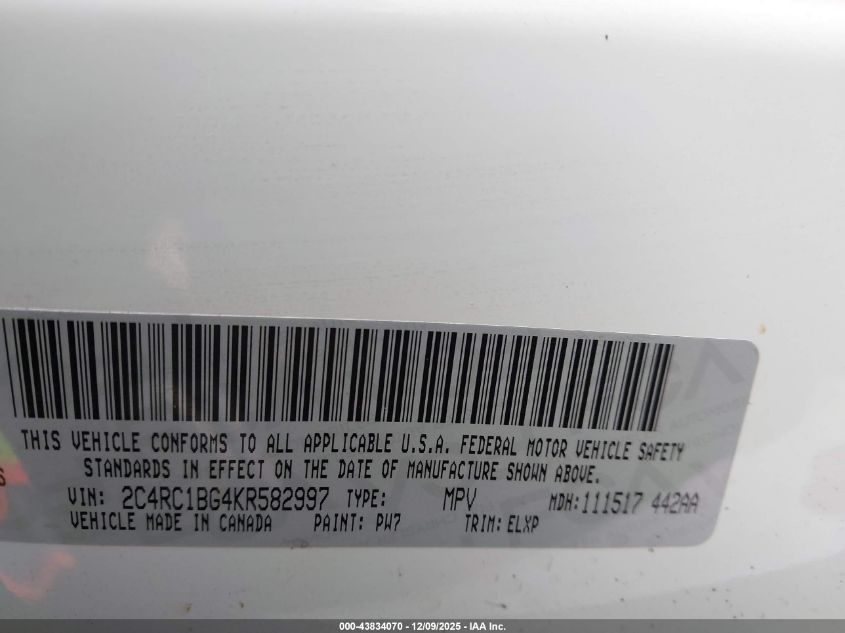 THIS VEHICLE CONFORMS TO ALL APPLICABLE U.S.A. FEDERAL MOTOR VEHICLE SAFETY
STANDARDS IN EFFECT ON THE DATE OF MANUFACTURE SHOWN ABOVE.
VIN: 2C4RC1BG4KR582997 TYPE: MPV MDH:111517 442AA
VEHICLE MADE IN CANADA PAINT: PW7 TRIM: ELXP
000-43834070 - 12/09/2025 - IAA Inc.